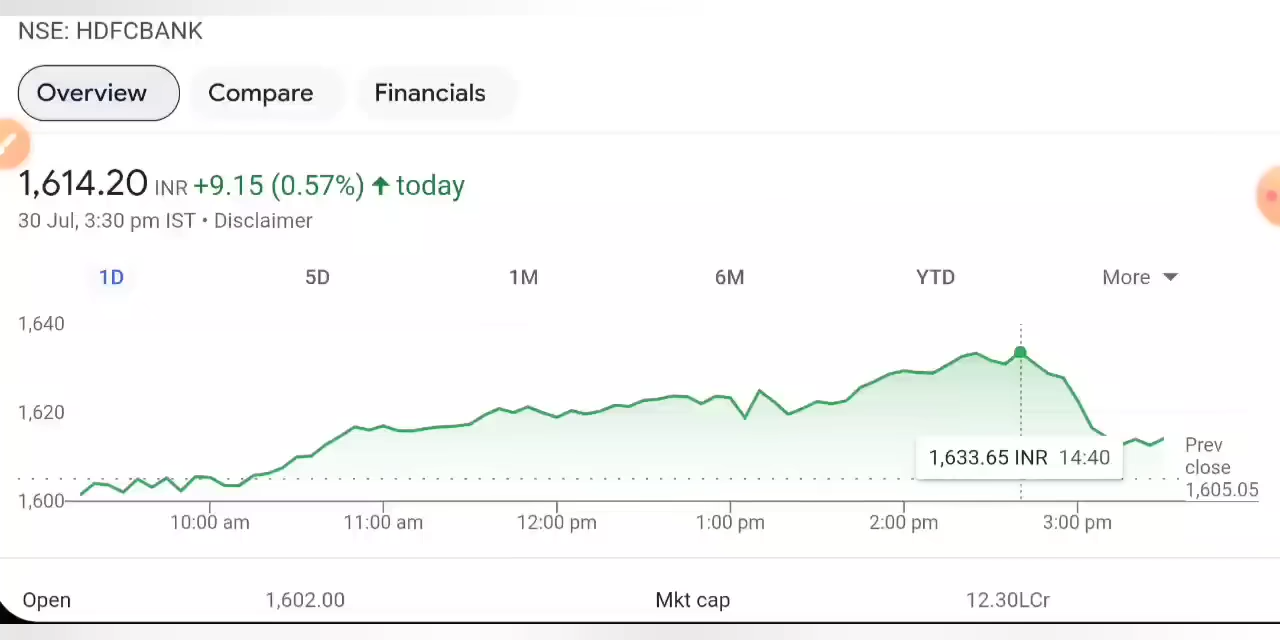 NSE: HDFCBANK
Overview Compare Financials
1,614.20 INR +9.15 (0.57%) ↑ today
30 Jul, 3:30 pm IST • Disclaimer
1D 5D 1M 6M YTD More
1,640
1,620
1,633.65 INR 14:40
Prev
close
1,605.05
1,600
10:00 am 11:00 am 12:00 pm 1:00 pm 2:00 pm 3:00 pm
Open 1,602.00 Mkt cap 12.30LCr